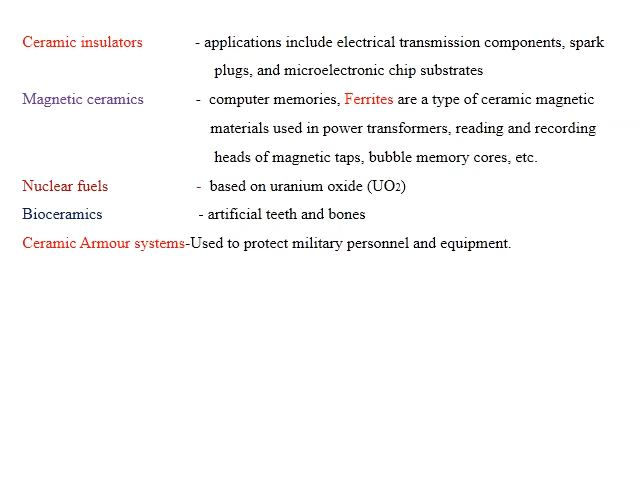 Ceramic insulators - applications include electrical transmission components, spark
plugs, and microelectronic chip substrates
Magnetic ceramics - computer memories, Ferrites are a type of ceramic magnetic
materials used in power transformers, reading and recording
heads of magnetic taps, bubble memory cores, etc.
Nuclear fuels - based on uranium oxide (UO2)
Bioceramics - artificial teeth and bones
Ceramic Armour systems-Used to protect military personnel and equipment.